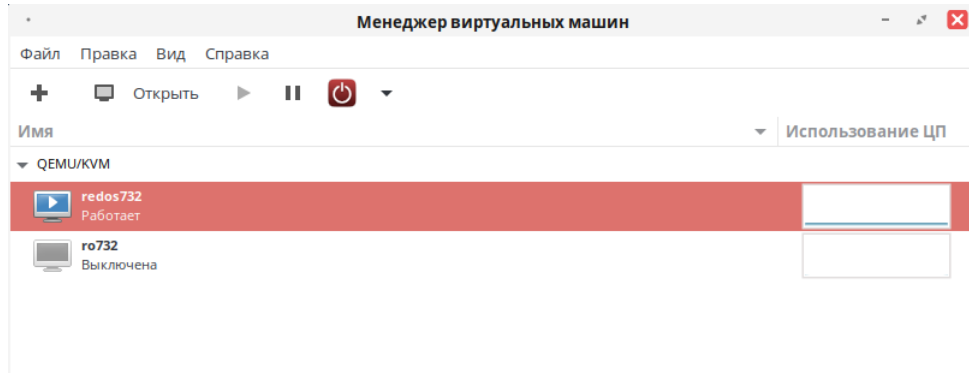 Менеджер виртуальных машин
Файл Правка Вид Справка
Открыть
Имя Использование ЦП
QEMU/KVM
redos732
Работает
ro732
Выключена